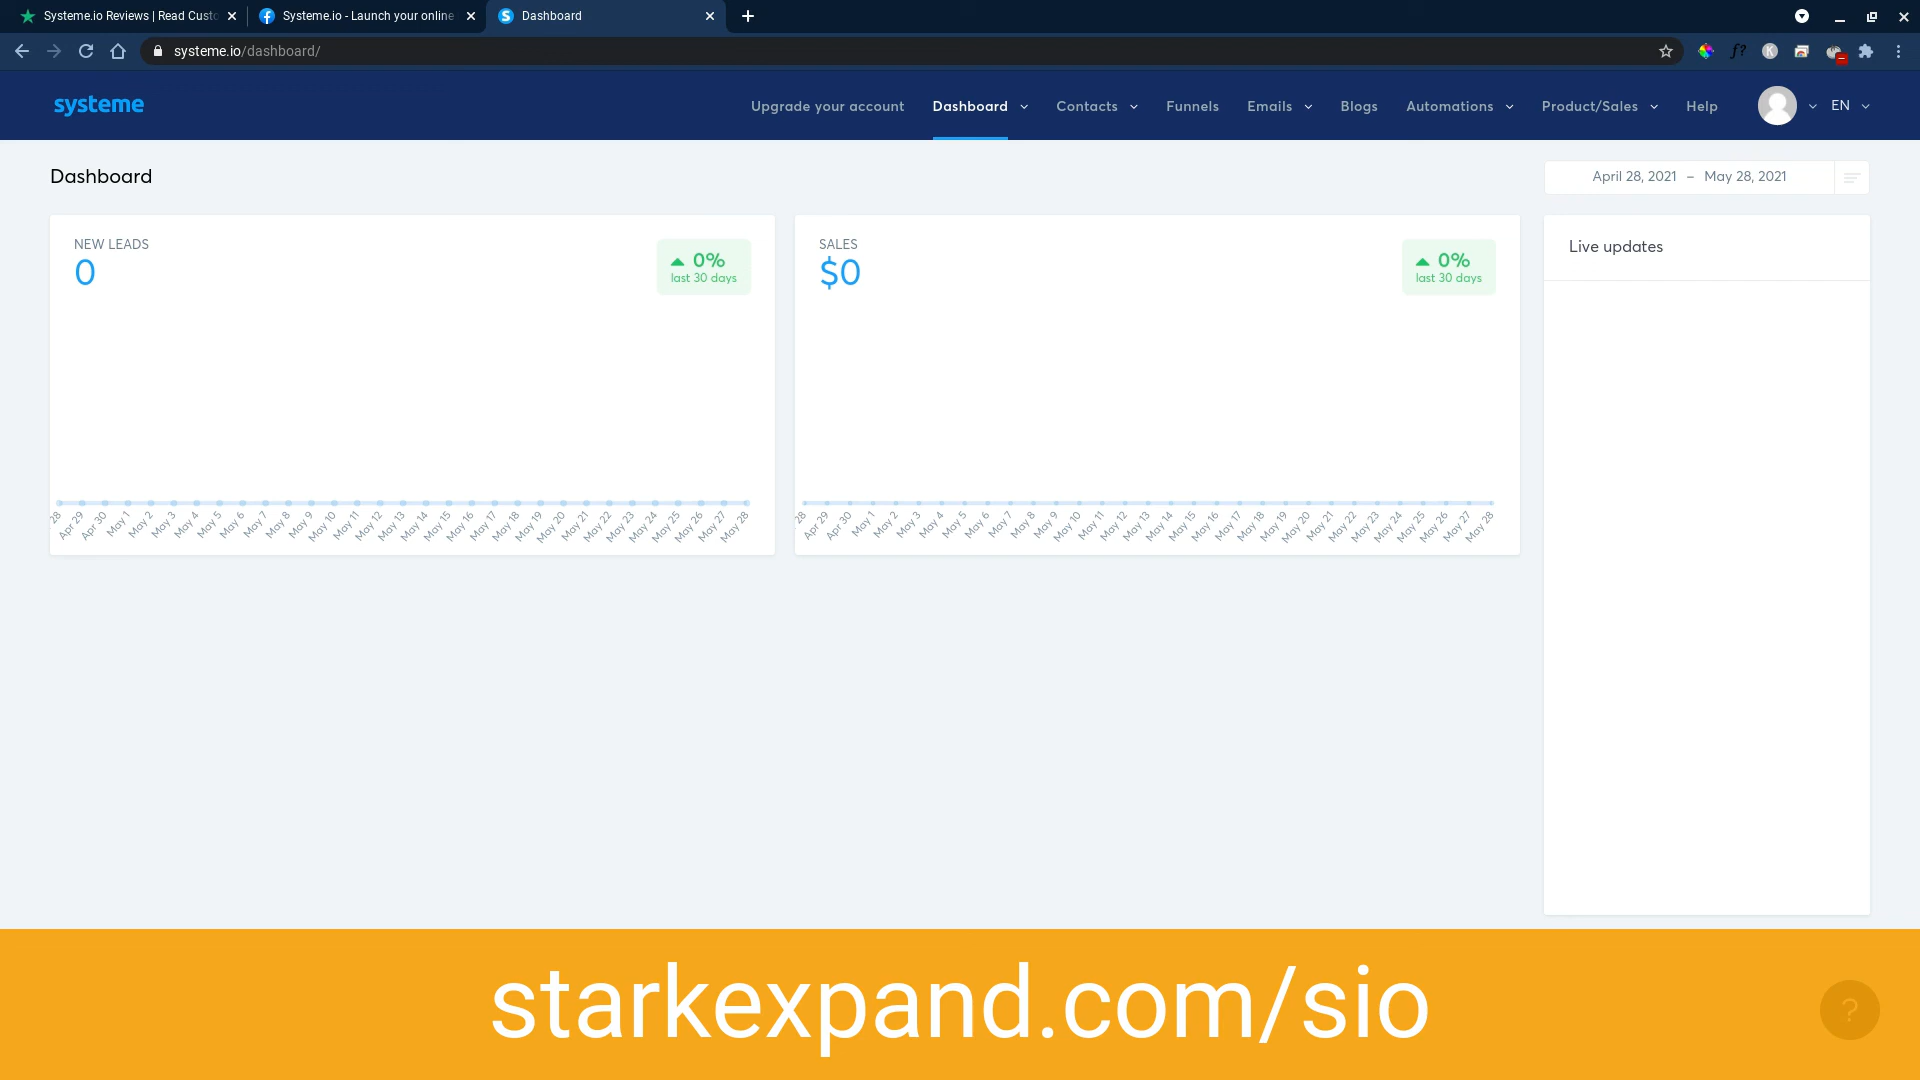 Systeme.io Reviews | Read Custo
Systeme.io - Launch your online
Dashboard
systeme.io/dashboard/
systeme
Upgrade your account
Dashboard
Contacts
Funnels
Emails
Blogs
Automations
Product/Sales
Help
EN
Dashboard
April 28, 2021 – May 28, 2021
NEW LEADS
0
0%
last 30 days
28 Apr 29 Apr 30 May 1 May 2 May 3 May 4 May 5 May 6 May 7 May 8 May 9 May 10 May 11 May 12 May 13 May 14 May 15 May 16 May 17 May 18 May 19 May 20 May 21 May 22 May 23 May 24 May 25 May 26 May 27 May 28
SALES
$0
0%
last 30 days
28 Apr 29 Apr 30 May 1 May 2 May 3 May 4 May 5 May 6 May 7 May 8 May 9 May 10 May 11 May 12 May 13 May 14 May 15 May 16 May 17 May 18 May 19 May 20 May 21 May 22 May 23 May 24 May 25 May 26 May 27 May 28
Live updates
starkexpand.com/sio
?